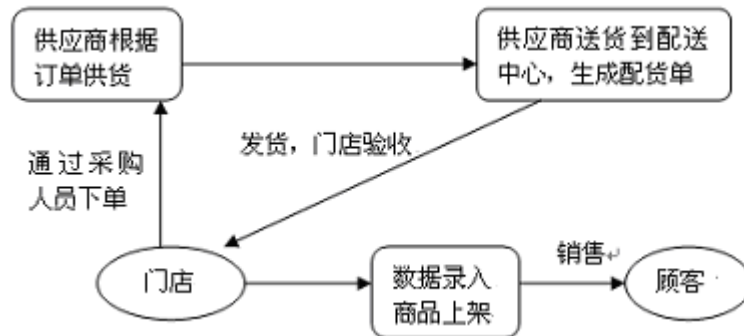 供应商根据
订单供货
供应商送货到配送
中心，生成配货单
通过采购
人员下单
发货，门店验收
门店
数据录入
商品上架
销售
顾客